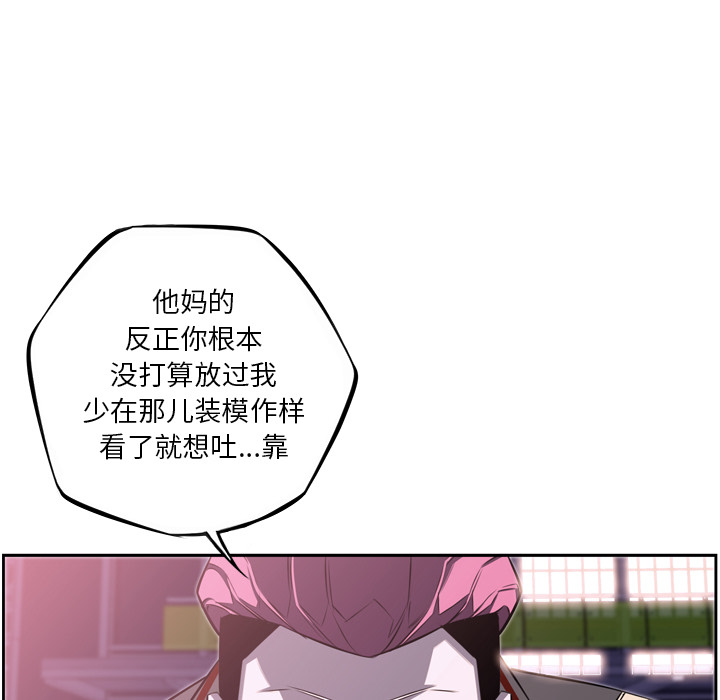 他妈的
反正你根本
没打算放过我
少在那儿装模作样
看了就想吐...靠